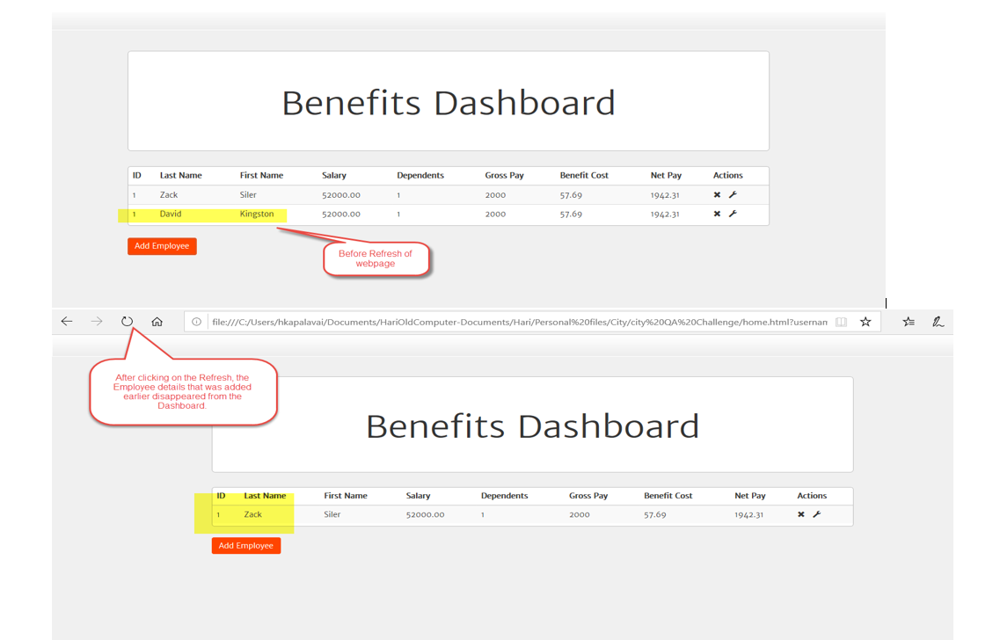 Benefits Dashboard
ID Last Name First Name Salary Dependents Gross Pay Benefit Cost Net Pay Actions
1 Zack Siler 52000.00 1 2000 57.69 1942.31
1 David Kingston 52000.00 1 2000 57.69 1942.31
Add Employee
Before Refresh of
webpage
file:///C:/Users/hkapalavai/Documents/HariOldComputer-Documents/Hari/Personal%20files/City/city%20QA%20Challenge/home.html?usernam
After clicking on the Refresh, the
Employee details that was added
earlier disappeared from the
Dashboard.
Benefits Dashboard
ID Last Name First Name Salary Dependents Gross Pay Benefit Cost Net Pay Actions
1 Zack Siler 52000.00 1 2000 57.69 1942.31
Add Employee